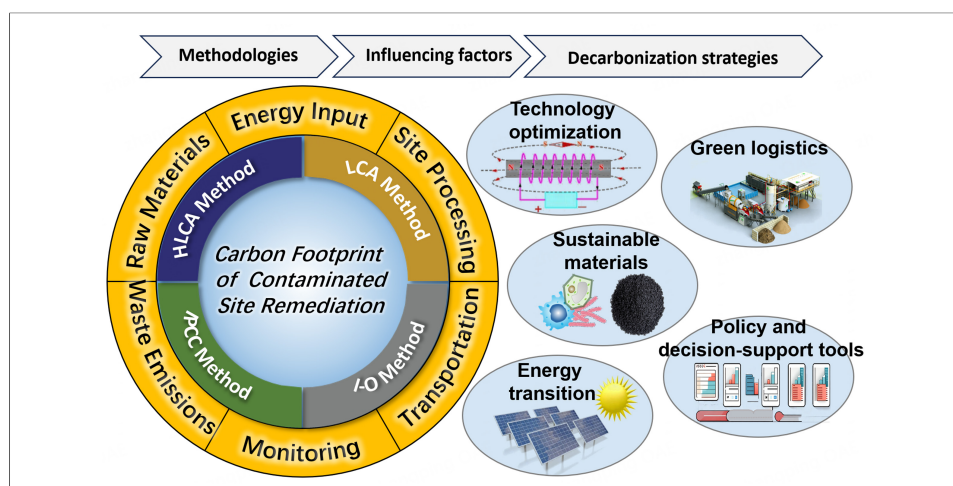 Methodologies
Influencing factors
Decarbonization strategies
Energy Input
Site Processing
Transportation
Monitoring
Waste Emissions
Raw Materials
HLCA Method
LCA Method
I-O Method
IPCC Method
Carbon Footprint
of Contaminated
Site Remediation
Technology
optimization
S
N
S
N
+
−
Green logistics
Sustainable
materials
Policy and
decision-support tools
Energy
transition